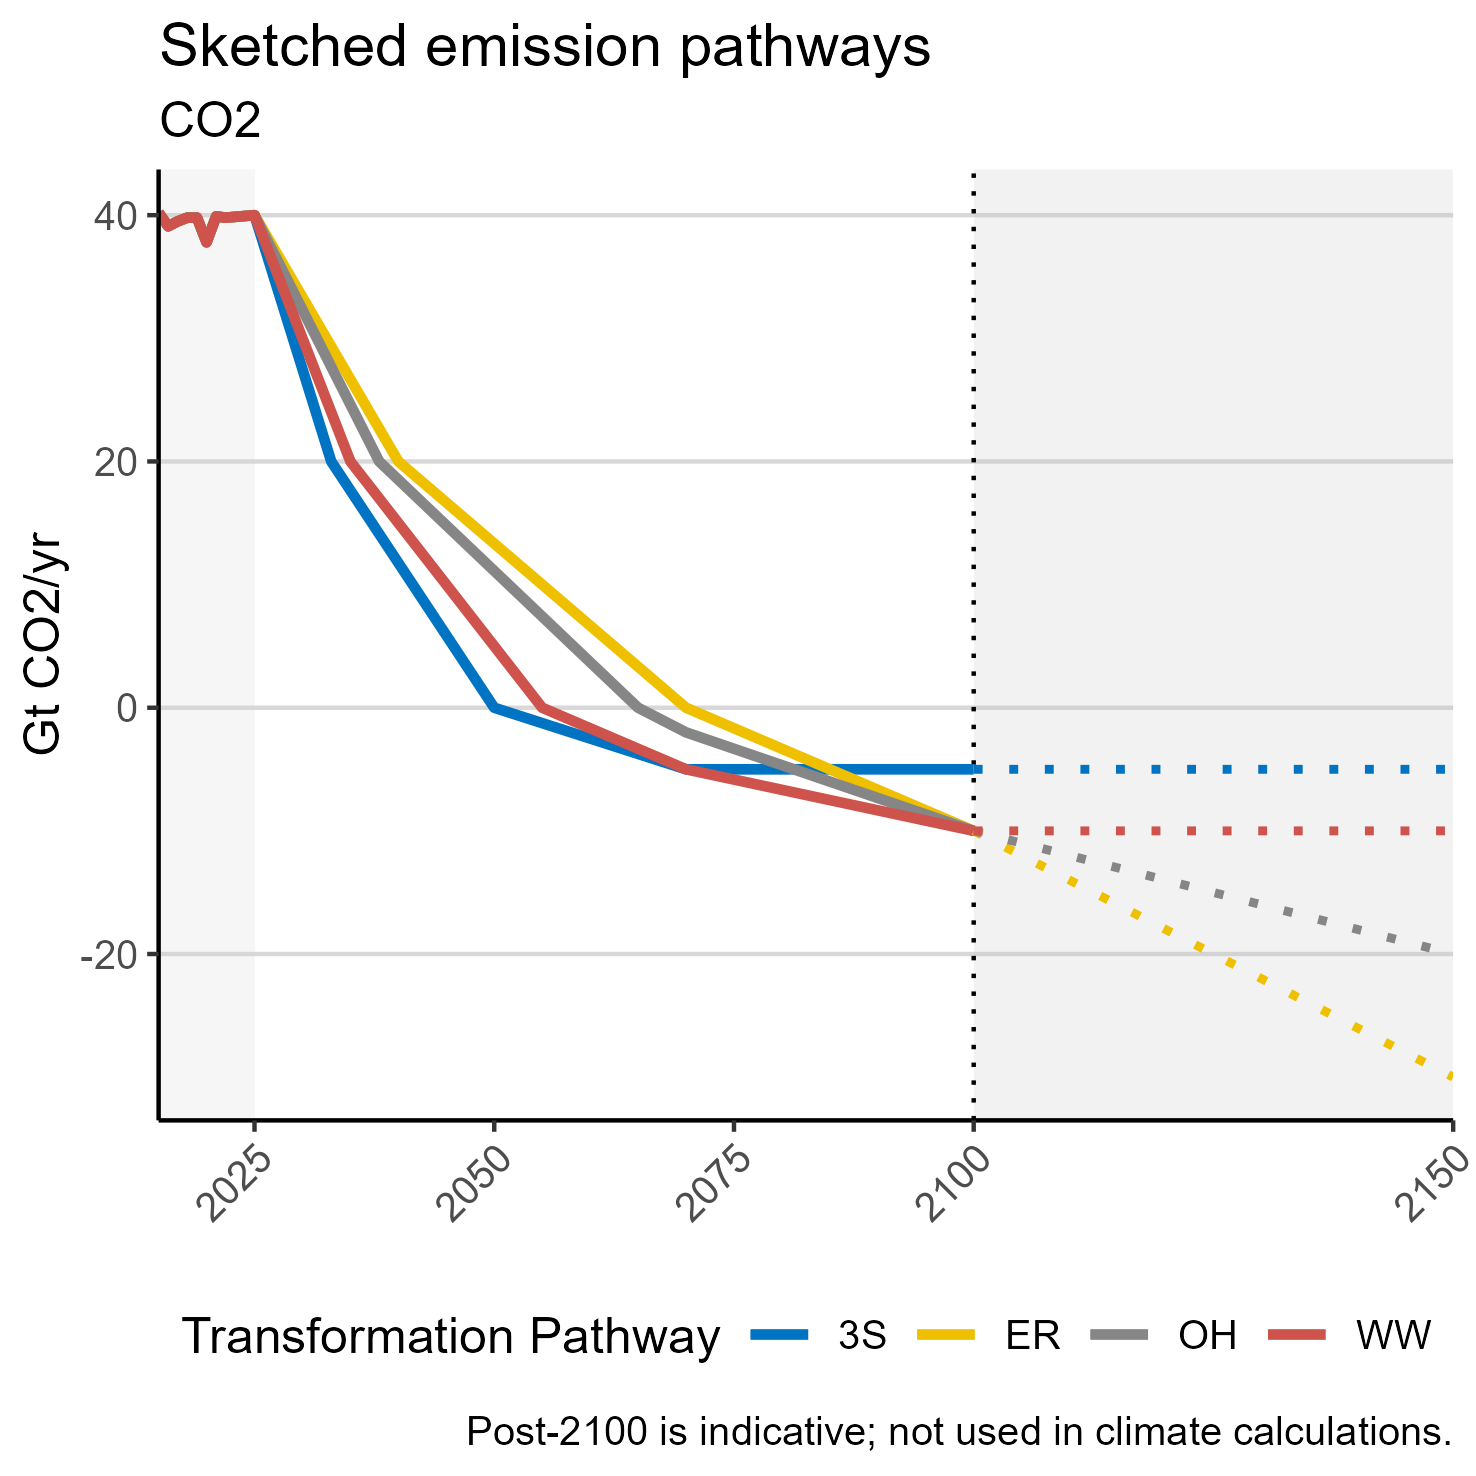 Sketched emission pathways
CO2
Gt CO2/yr
40
20
0
-20
2025 2050 2075 2100 2150
Transformation Pathway 3S ER OH WW
Post-2100 is indicative; not used in climate calculations.